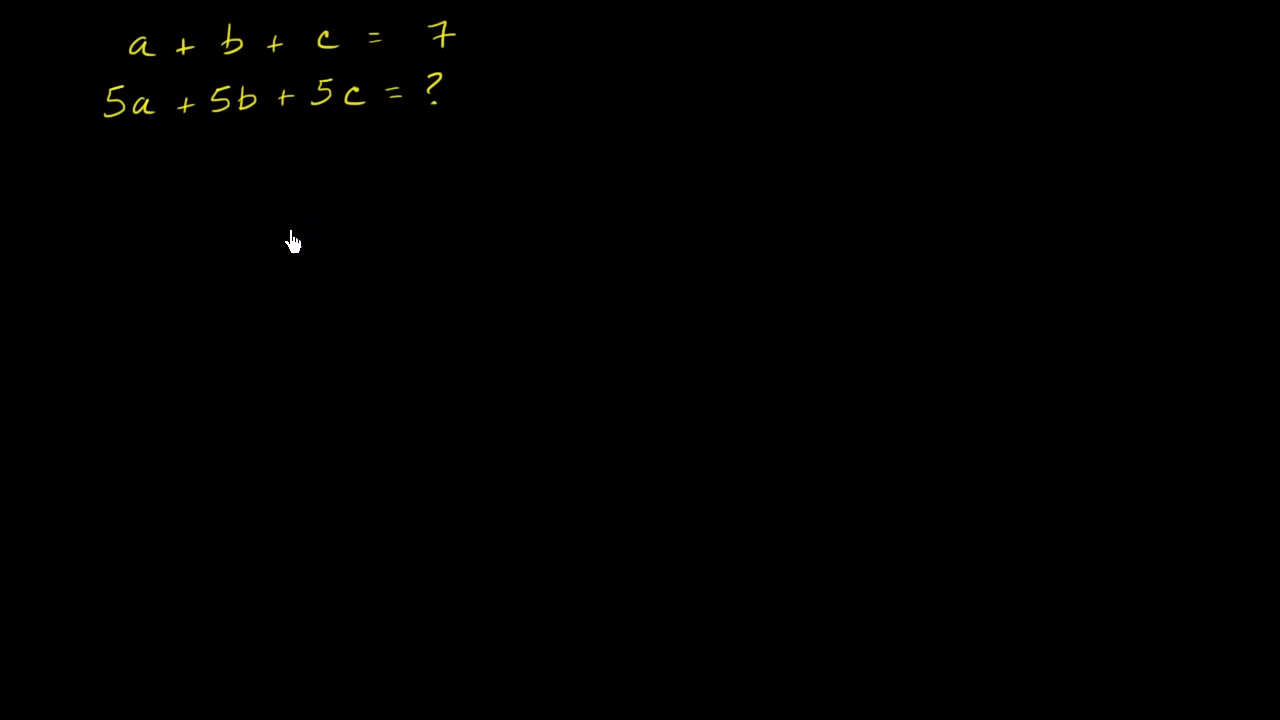 a + b + c = 7
5a + 5b + 5c = ?